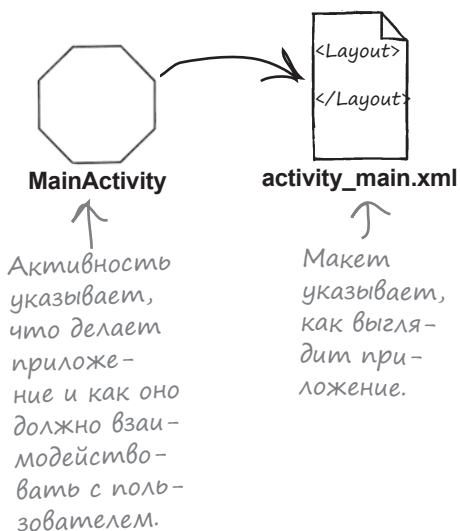 <Layout>
</Layout>
MainActivity
activity_main.xml
Активность
указывает,
что делает
приложе-
ние и как оно
должно взаи-
модейство-
вать с поль-
зователем.
Макет
указывает,
как выгля-
дит при-
ложение.